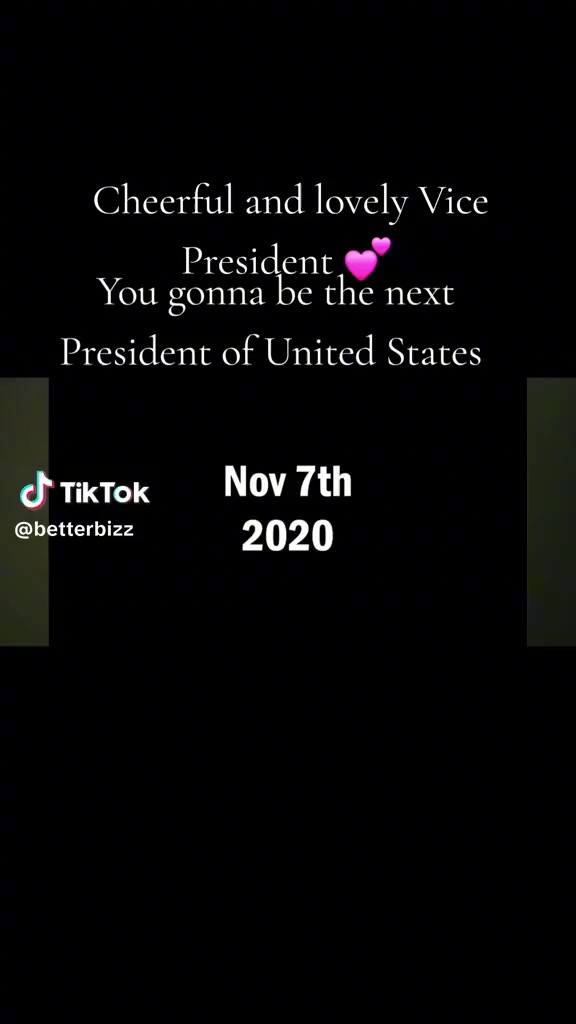 Cheerful and lovely Vice
President 💕
You gonna be the next
President of United States
Nov 7th
2020
TikTok
@betterbizz